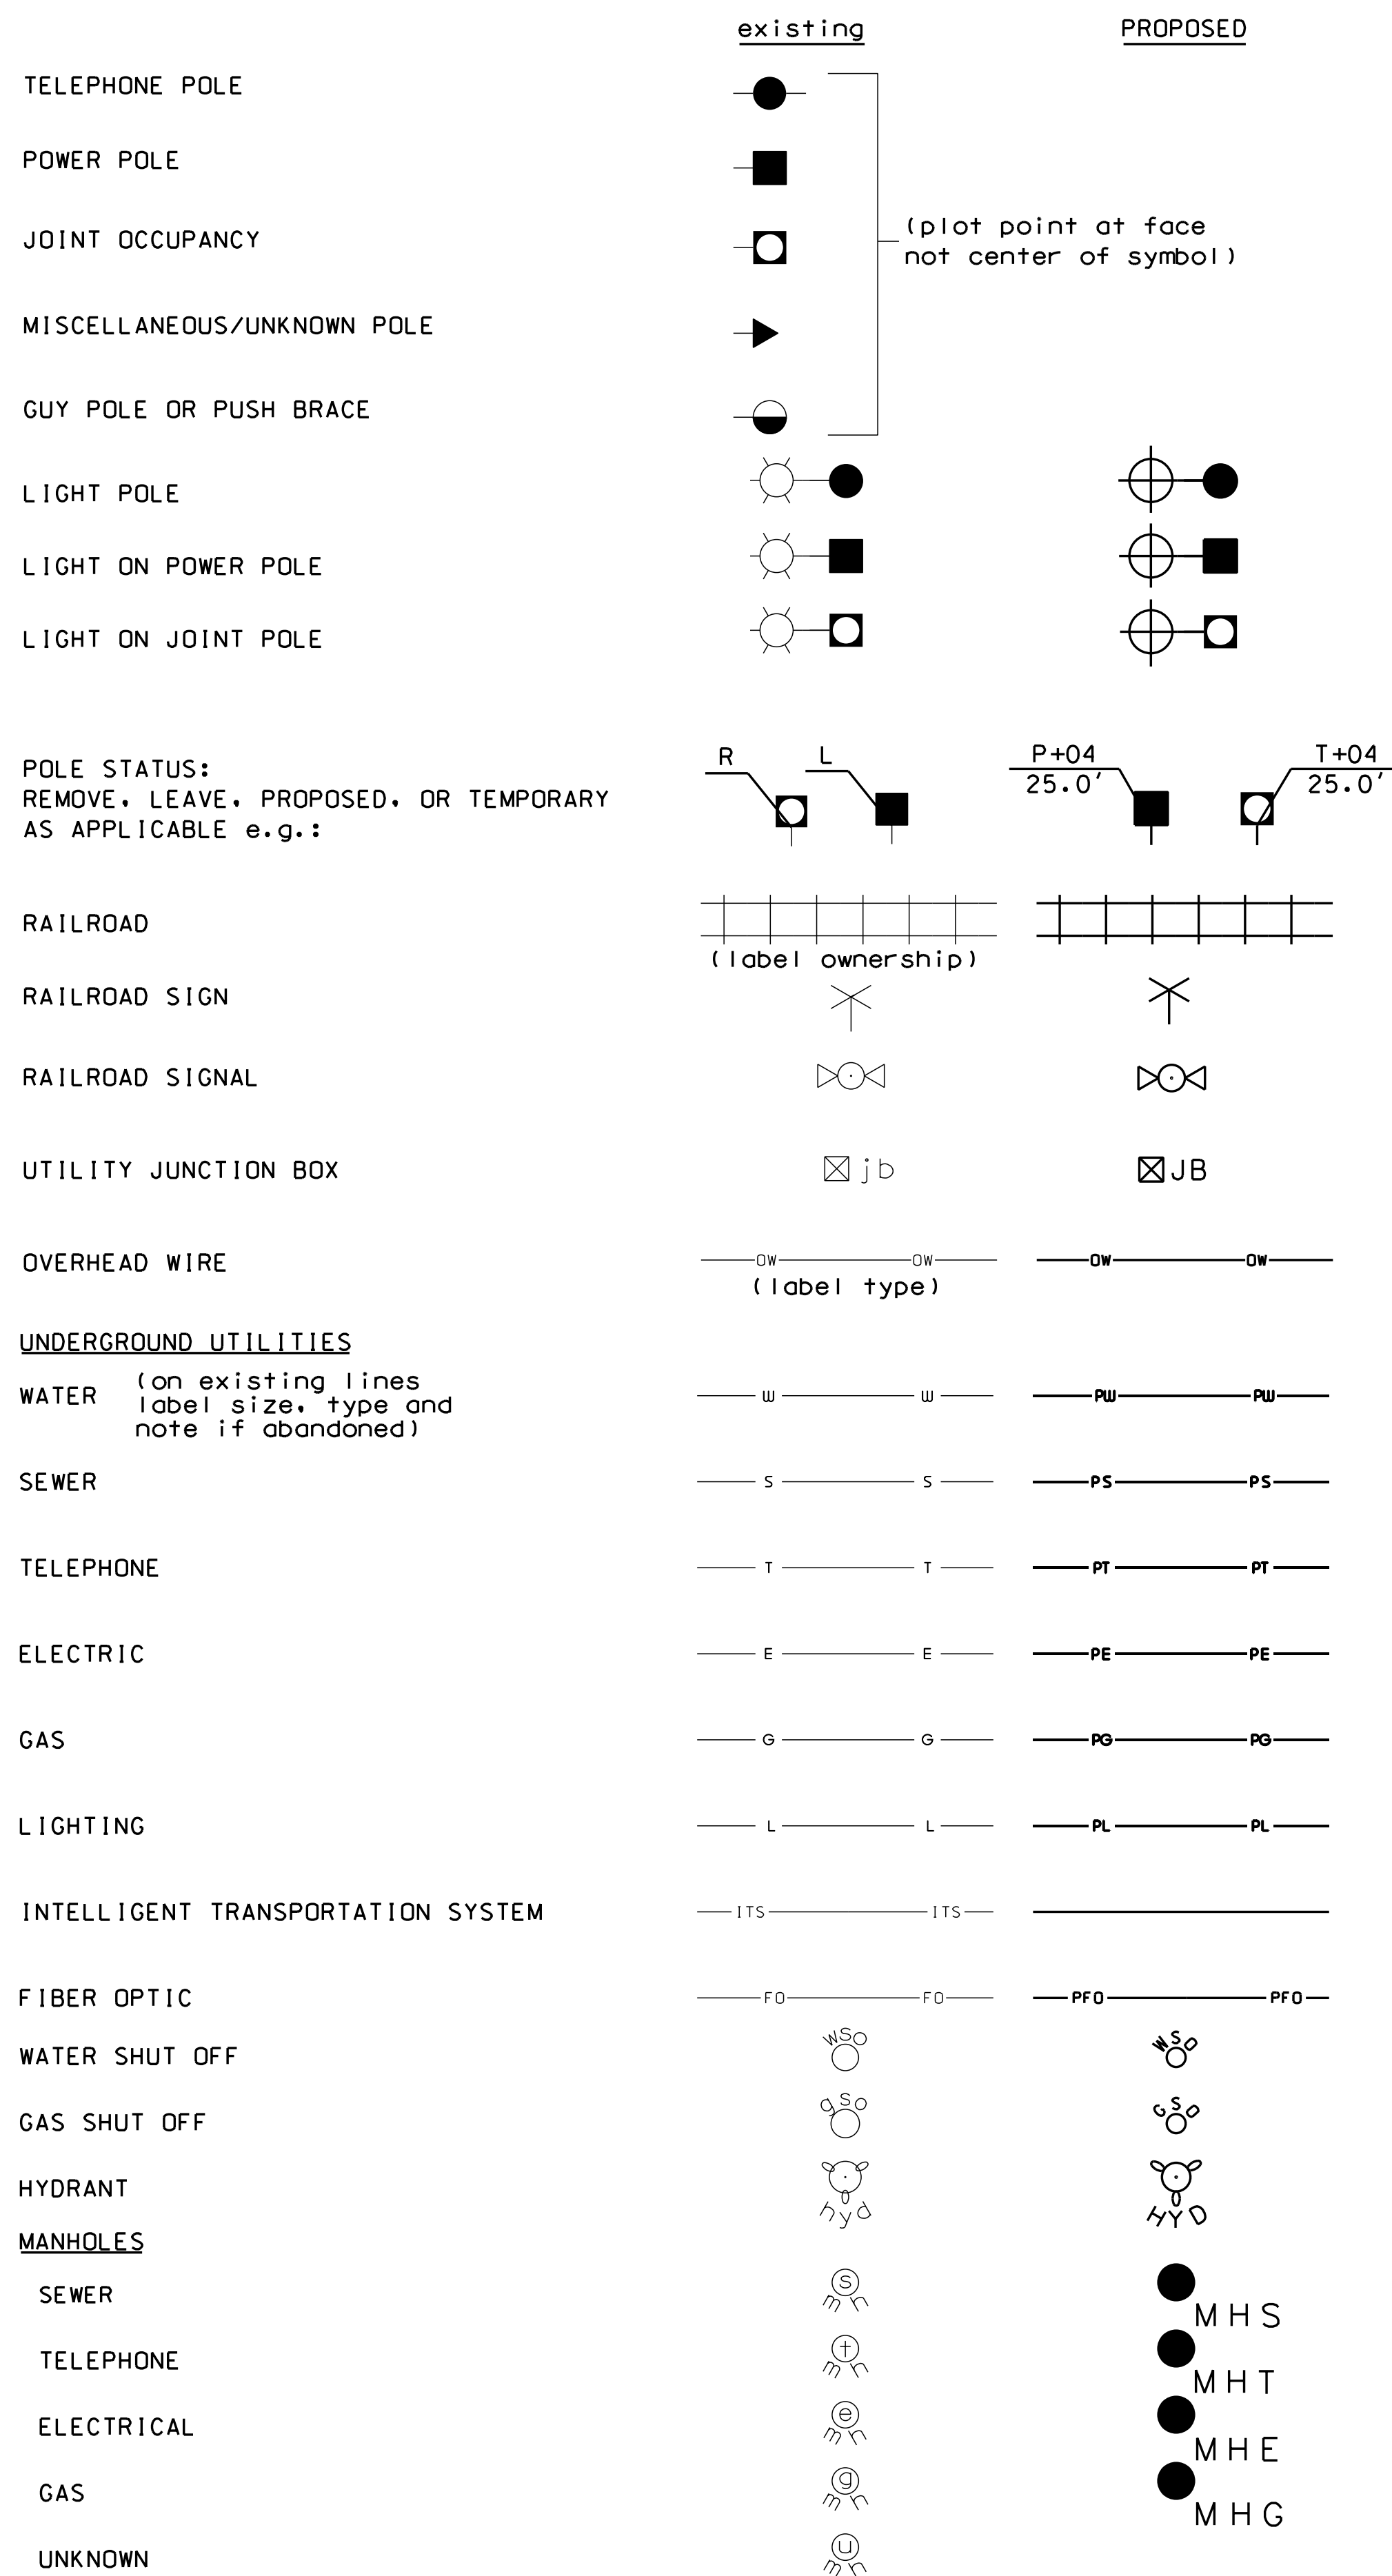 existing PROPOSED
TELEPHONE POLE
POWER POLE
JOINT OCCUPANCY
(plot point at face
not center of symbol)
MISCELLANEOUS/UNKNOWN POLE
GUY POLE OR PUSH BRACE
LIGHT POLE
LIGHT ON POWER POLE
LIGHT ON JOINT POLE
POLE STATUS:
REMOVE, LEAVE, PROPOSED, OR TEMPORARY
AS APPLICABLE e.g.:
R L P+04 T+04
25.0' 25.0'
RAILROAD
(label ownership)
RAILROAD SIGN
RAILROAD SIGNAL
UTILITY JUNCTION BOX jb JB
OVERHEAD WIRE OW OW OW OW
(label type)
UNDERGROUND UTILITIES
WATER (on existing lines
label size, type and
note if abandoned)
W W PW PW
SEWER S S PS PS
TELEPHONE T T PT PT
ELECTRIC E E PE PE
GAS G G PG PG
LIGHTING L L PL PL
INTELLIGENT TRANSPORTATION SYSTEM ITS ITS
FIBER OPTIC FO FO PFO PFO
WATER SHUT OFF wso WSO
GAS SHUT OFF gso GSO
HYDRANT hyd HYD
MANHOLES
SEWER s mh MHS
TELEPHONE t mh MHT
ELECTRICAL e mh MHE
GAS g mh MHG
UNKNOWN u mh